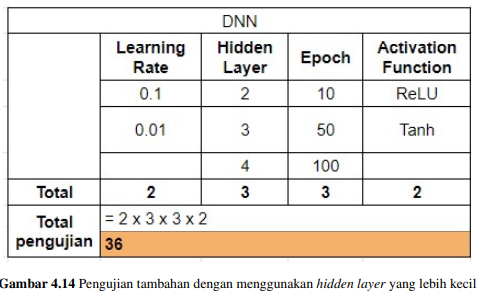 DNN
Learning Rate Hidden Layer Epoch Activation Function
0.1 2 10 ReLU
0.01 3 50 Tanh
4 100
Total 2 3 3 2
Total pengujian = 2 x 3 x 3 x 2
36
Gambar 4.14 Pengujian tambahan dengan menggunakan hidden layer yang lebih kecil